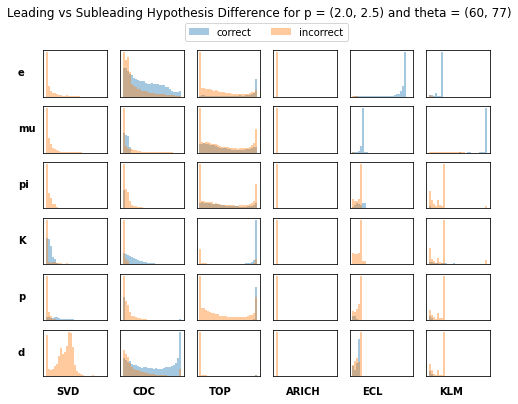 Leading vs Subleading Hypothesis Difference for p = (2.0, 2.5) and theta = (60, 77)
correct incorrect
e
mu
pi
K
p
d
SVD CDC TOP ARICH ECL KLM